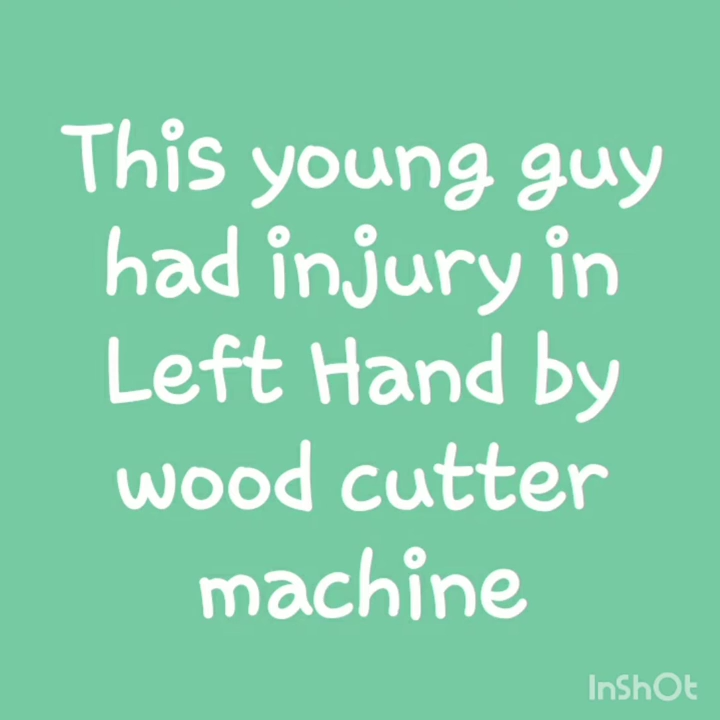 This young guy
had injury in
Left Hand by
wood cutter
machine
InShOt